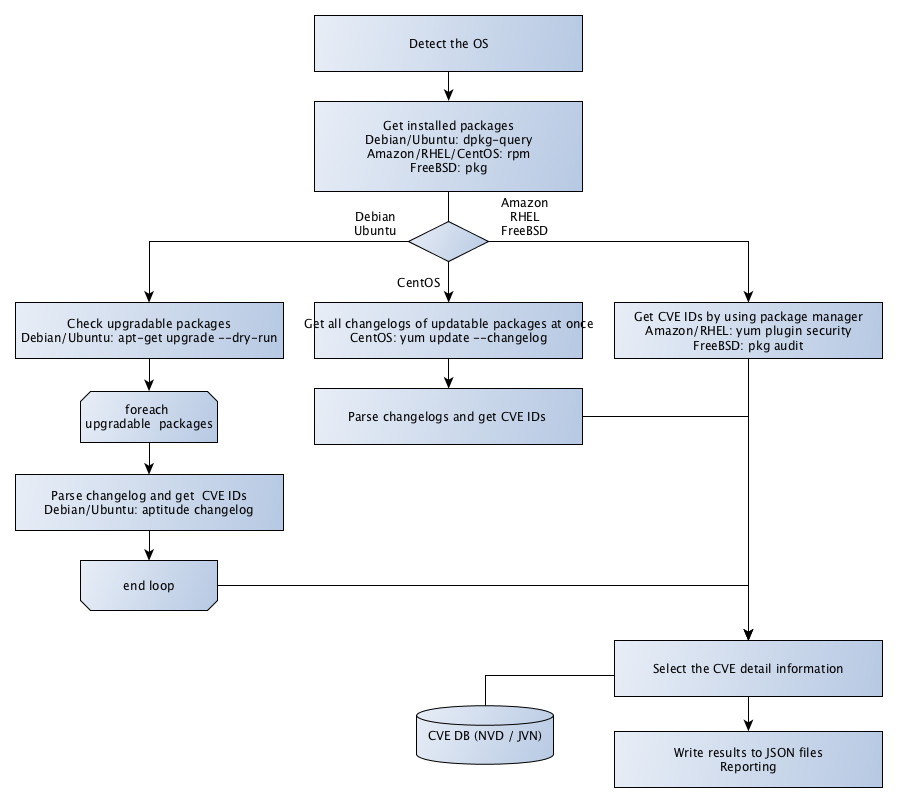 Detect the OS
Get installed packages
Debian/Ubuntu: dpkg-query
Amazon/RHEL/CentOS: rpm
FreeBSD: pkg
Debian
Ubuntu
Amazon
RHEL
FreeBSD
CentOS
Check upgradable packages
Debian/Ubuntu: apt-get upgrade --dry-run
Get all changelogs of updatable packages at once
CentOS: yum update --changelog
Get CVE IDs by using package manager
Amazon/RHEL: yum plugin security
FreeBSD: pkg audit
foreach
upgradable packages
Parse changelogs and get CVE IDs
Parse changelog and get CVE IDs
Debian/Ubuntu: aptitude changelog
end loop
Select the CVE detail information
CVE DB (NVD / JVN)
Write results to JSON files
Reporting